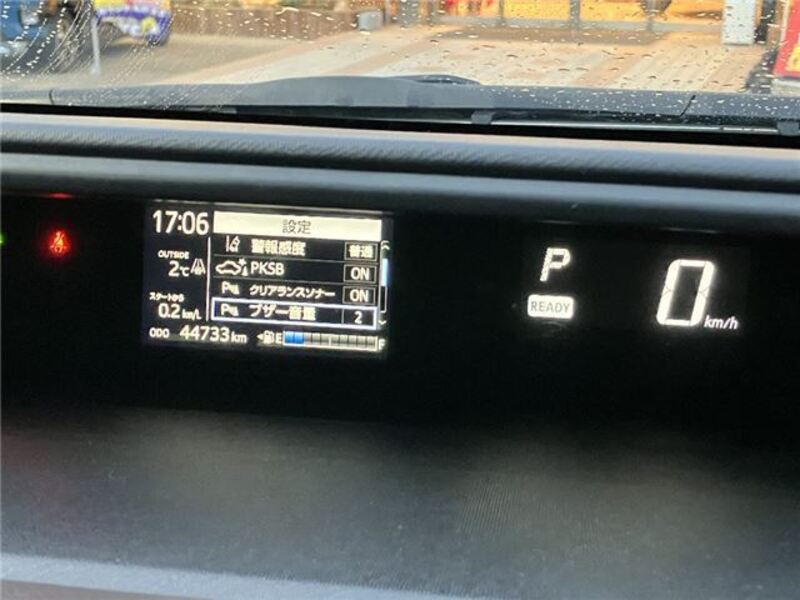 17:06 設定
警報感度 普通
OUTSIDE
2℃
PKSB ON
クリアランスソナー ON
スタートから
0.2km/L
P ブザー音量 2
ODO 44733km E F
P
READY
0km/h